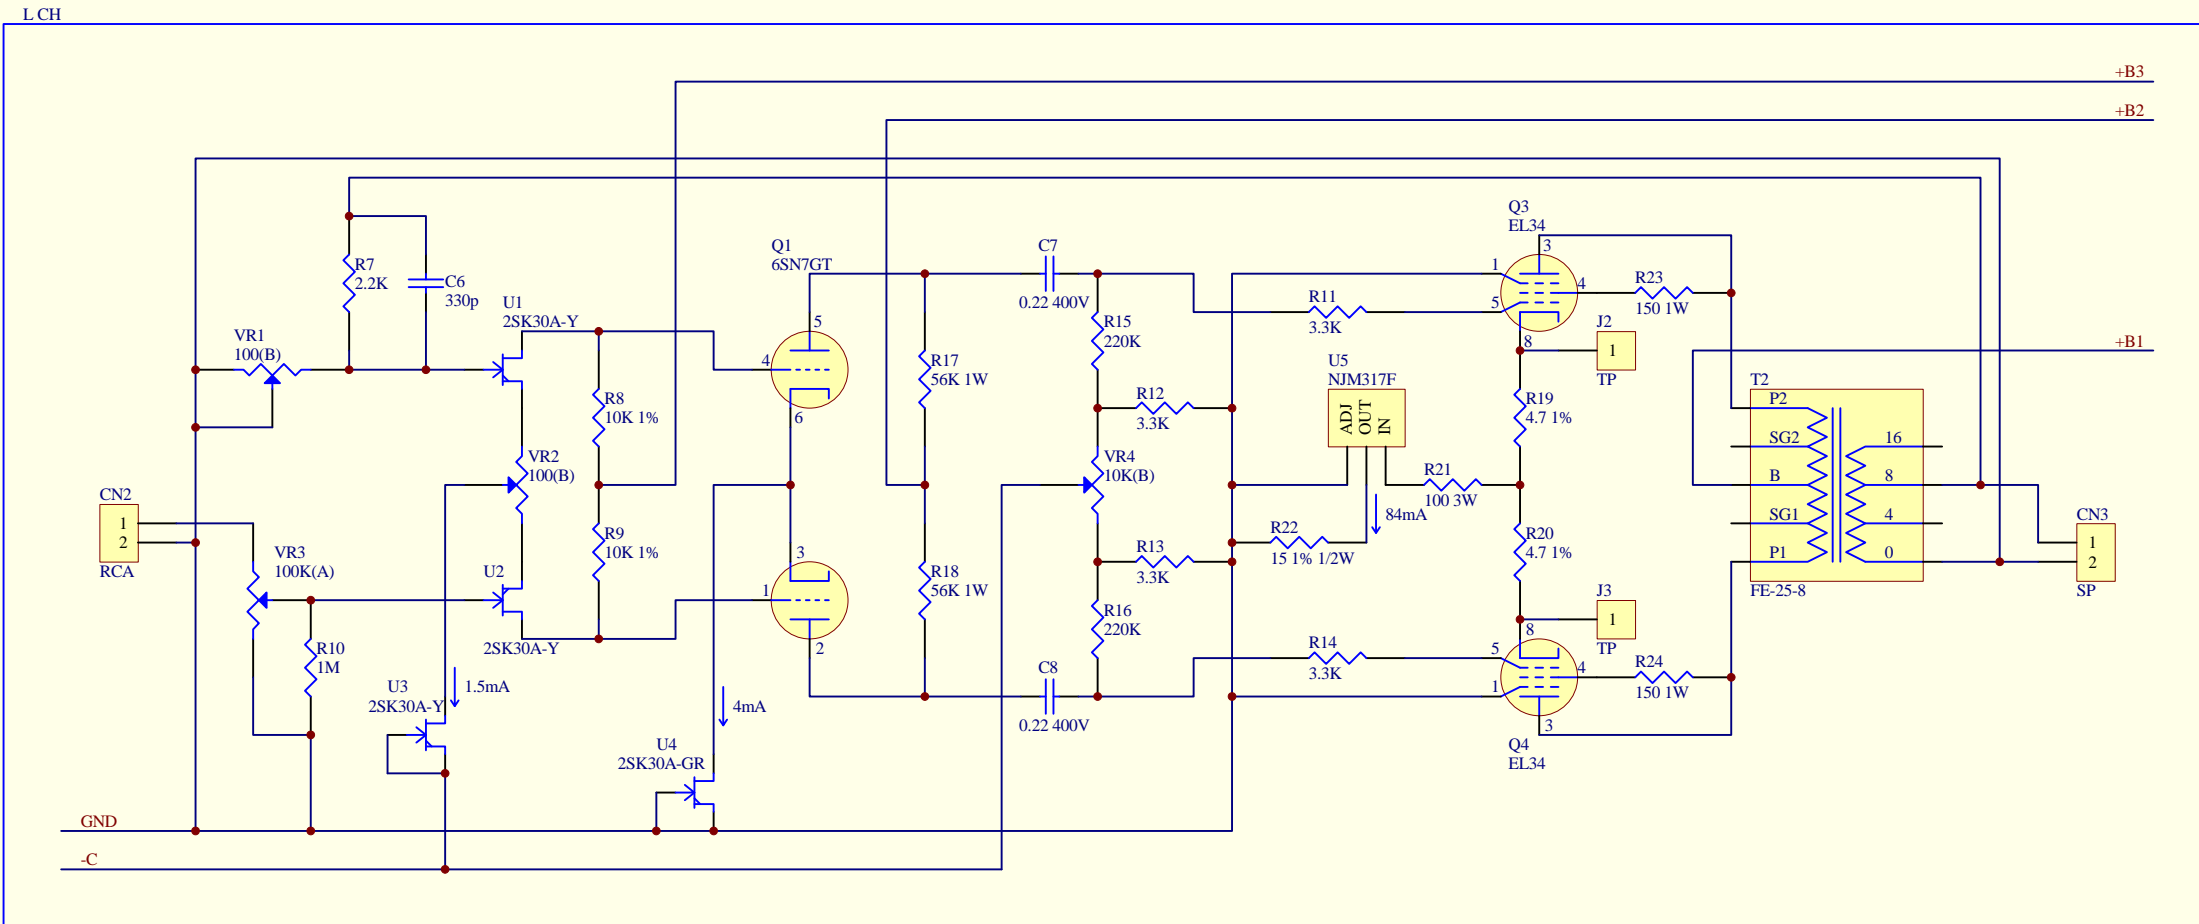 L CH
+B3
+B2
Q3
EL34
3
1
5
4
8
R23
150 1W
J2
1
TP
+B1
Q1
6SN7GT
5
4
6
C7
0.22 400V
R7
2.2K
C6
330p
U1
2SK30A-Y
VR1
100(B)
R11
3.3K
R15
220K
R17
56K 1W
U5
NJM317F
ADJ
OUT
IN
R19
4.7 1%
T2
P2
SG2
B
SG1
P1
16
8
4
0
FE-25-8
R8
10K 1%
R12
3.3K
VR2
100(B)
VR4
10K(B)
R21
100 3W
84mA
CN2
1
2
RCA
CN3
1
2
SP
R9
10K 1%
R22
15 1% 1/2W
R20
4.7 1%
VR3
100K(A)
U2
2SK30A-Y
3
1
2
R13
3.3K
R18
56K 1W
R16
220K
J3
1
TP
R10
1M
R14
3.3K
8
5
4
1
3
R24
150 1W
Q4
EL34
U3
2SK30A-Y
1.5mA
4mA
C8
0.22 400V
U4
2SK30A-GR
GND
-C